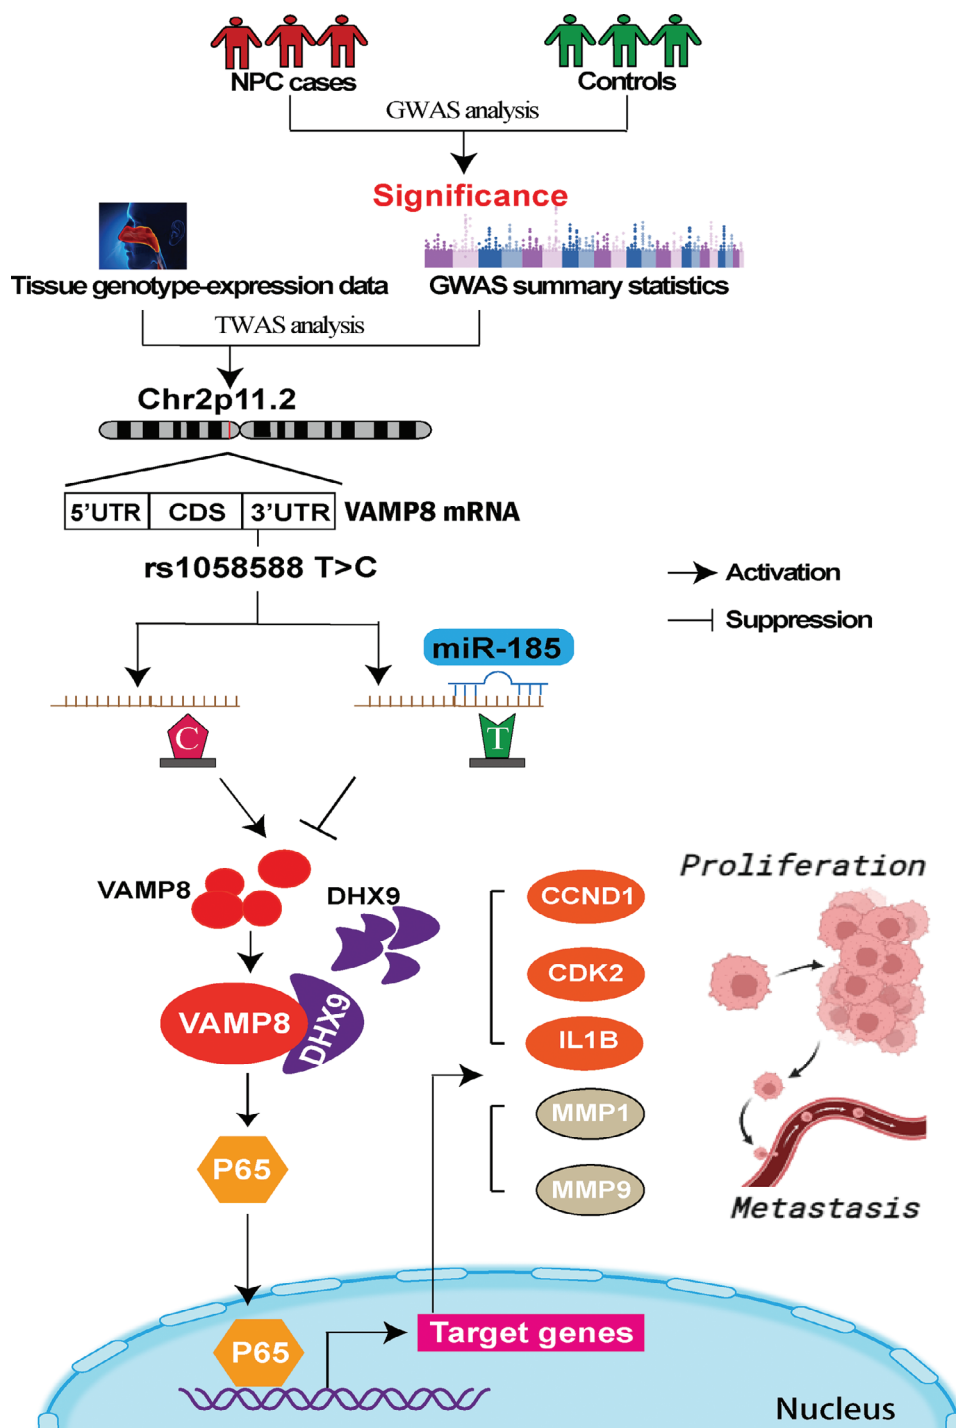 NPC cases
Controls
GWAS analysis
Significance
Tissue genotype-expression data
GWAS summary statistics
TWAS analysis
Chr2p11.2
5'UTR
CDS
3'UTR
VAMP8 mRNA
rs1058588 T>C
Activation
Suppression
miR-185
C
T
VAMP8
DHX9
VAMP8
DHX9
P65
CCND1
CDK2
IL1B
MMP1
MMP9
Proliferation
Metastasis
P65
Target genes
Nucleus